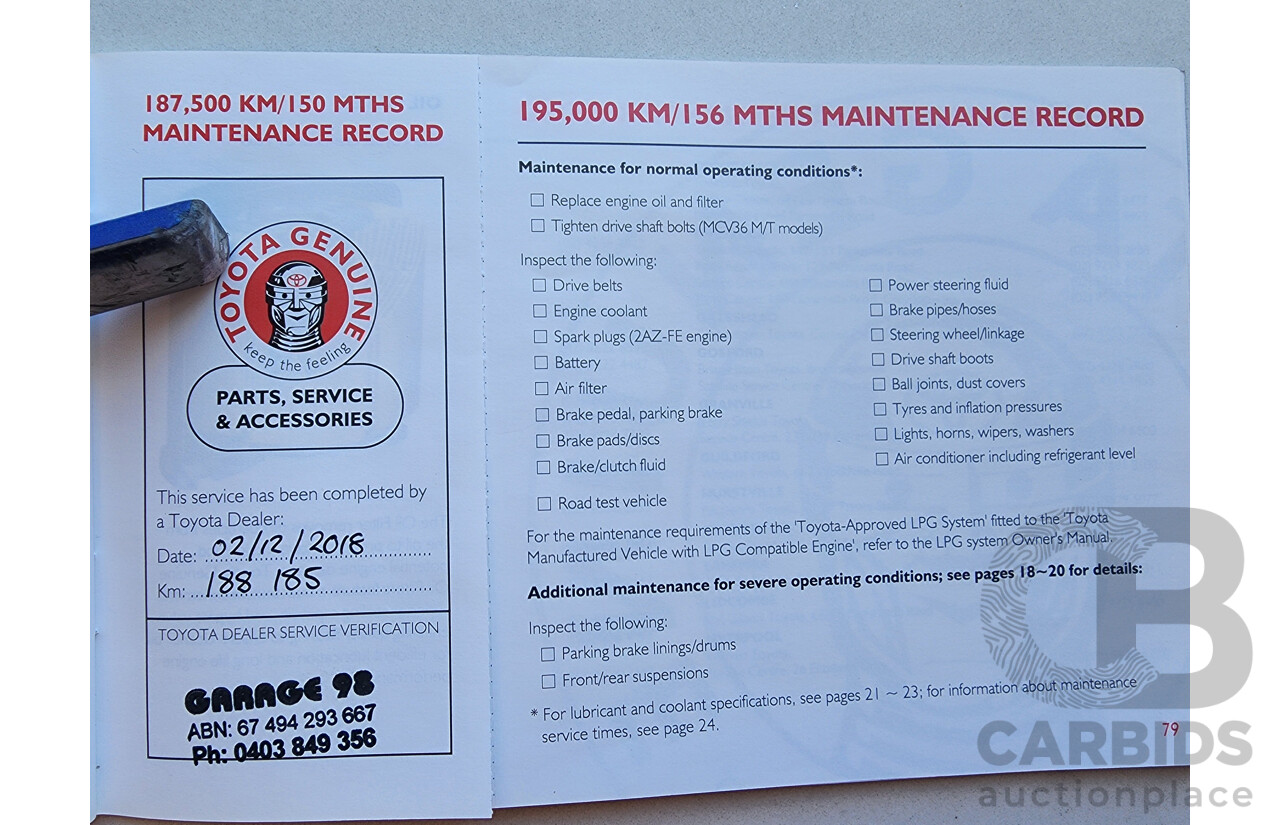 187,500 KM/150 MTHS
MAINTENANCE RECORD
TOYOTA GENUINE
keep the feeling
PARTS, SERVICE
& ACCESSORIES
This service has been completed by
a Toyota Dealer:
Date: 02/12/2018
Km: 188 185
TOYOTA DEALER SERVICE VERIFICATION
GARAGE 98
ABN: 67 494 293 667
Ph: 0403 849 356
195,000 KM/156 MTHS MAINTENANCE RECORD
Maintenance for normal operating conditions*:
Replace engine oil and filter
Tighten drive shaft bolts (MCV36 M/T models)
Inspect the following:
Drive belts
Engine coolant
Spark plugs (2AZ-FE engine)
Battery
Air filter
Brake pedal, parking brake
Brake pads/discs
Brake/clutch fluid
Road test vehicle
Power steering fluid
Brake pipes/hoses
Steering wheel/linkage
Drive shaft boots
Ball joints, dust covers
Tyres and inflation pressures
Lights, horns, wipers, washers
Air conditioner including refrigerant level
For the maintenance requirements of the 'Toyota-Approved LPG System' fitted to the 'Toyota
Manufactured Vehicle with LPG Compatible Engine', refer to the LPG system Owner's Manual.
Additional maintenance for severe operating conditions; see pages 18~20 for details:
Inspect the following:
Parking brake linings/drums
Front/rear suspensions
* For lubricant and coolant specifications, see pages 21 ~ 23; for information about maintenance
service times, see page 24.
79
CB
CARBIDS
auctionplace